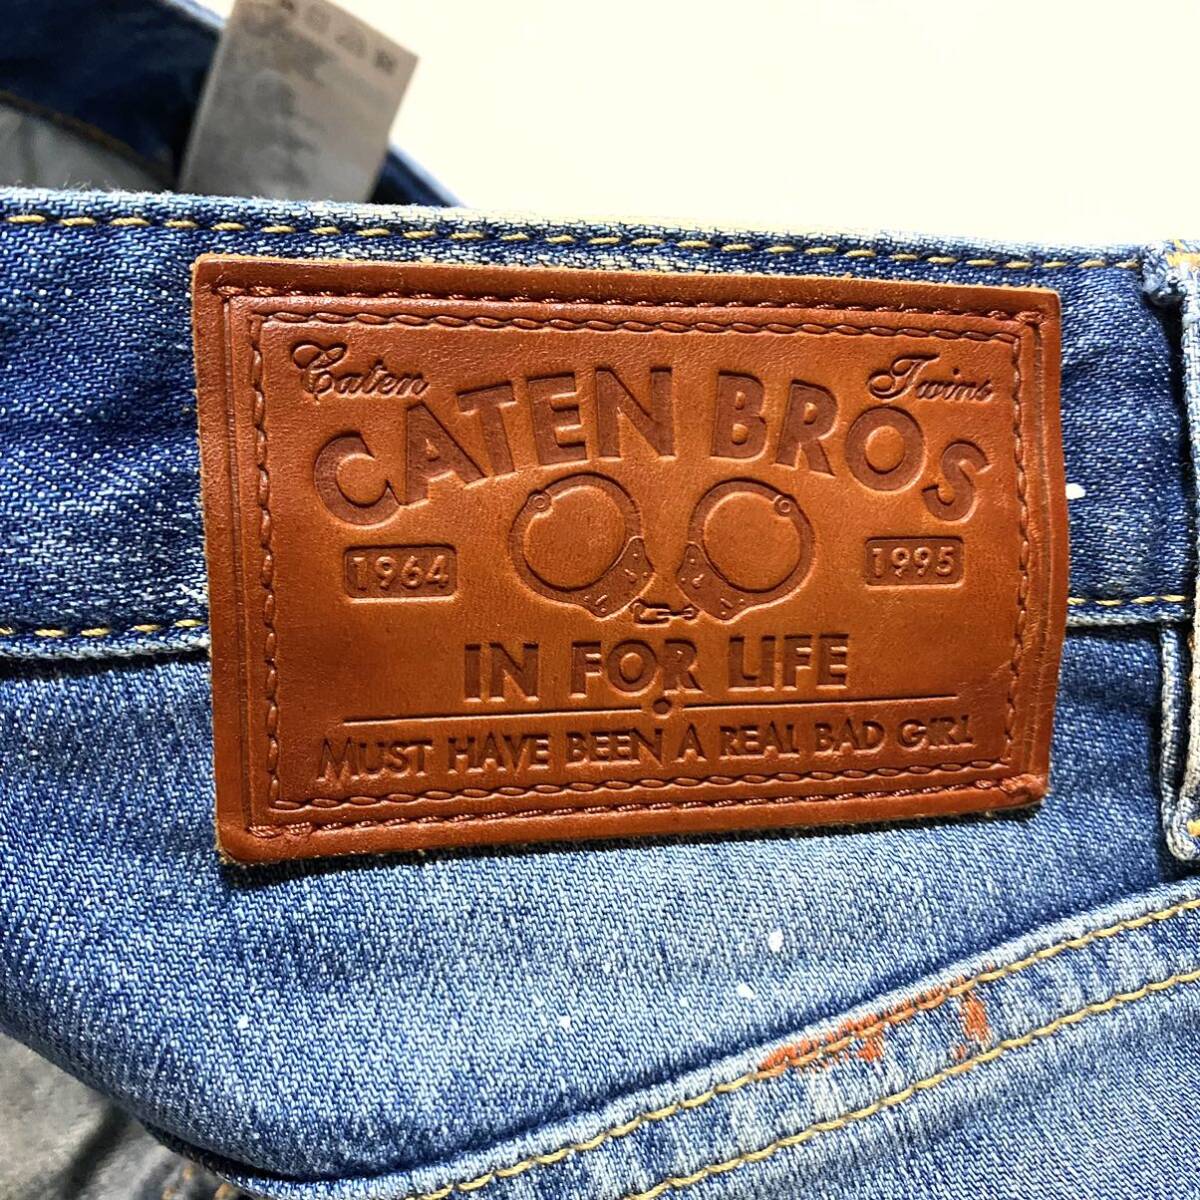 Caten Twins
CATEN BROS
1964 1995
IN FOR LIFE
MUST HAVE BEEN A REAL BAD GIRL